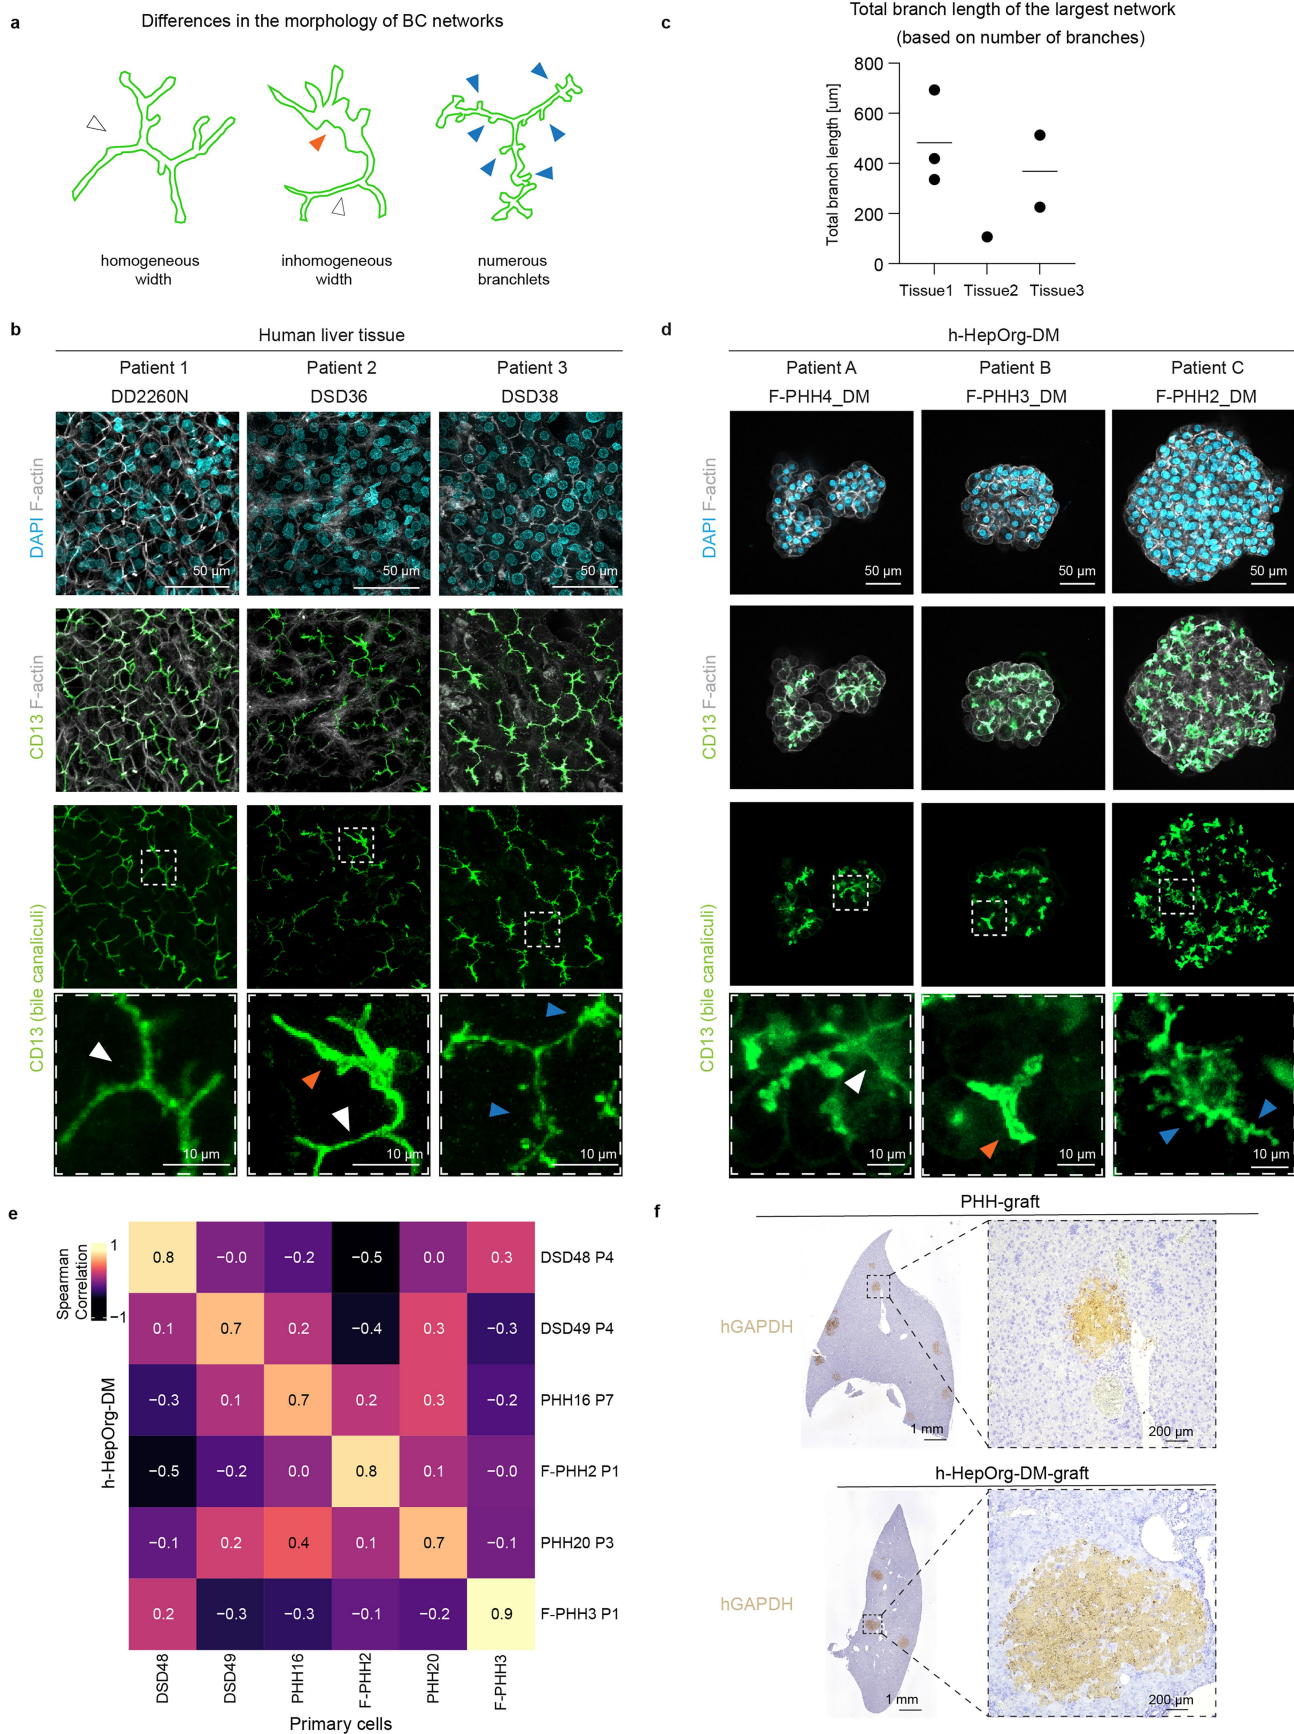 a
Differences in the morphology of BC networks
homogeneous
width
inhomogeneous
width
numerous
branchlets
c
Total branch length of the largest network
(based on number of branches)
Total branch length [um]
800
600
400
200
0
Tissue1 Tissue2 Tissue3
b
Human liver tissue
Patient 1 Patient 2 Patient 3
DD2260N DSD36 DSD38
DAPI F-actin
50 µm 50 µm 50 µm
CD13 F-actin
CD13 (bile canaliculi)
10 µm 10 µm 10 µm
d
h-HepOrg-DM
Patient A Patient B Patient C
F-PHH4_DM F-PHH3_DM F-PHH2_DM
DAPI F-actin
50 µm 50 µm 50 µm
CD13 F-actin
CD13 (bile canaliculi)
10 µm 10 µm 10 µm
e
Spearman
Correlation
1
−1
h-HepOrg-DM
0.8 −0.0 −0.2 −0.5 0.0 0.3 DSD48 P4
0.1 0.7 0.2 −0.4 0.3 −0.3 DSD49 P4
−0.3 0.1 0.7 0.2 0.3 −0.2 PHH16 P7
−0.5 −0.2 0.0 0.8 0.1 −0.0 F-PHH2 P1
−0.1 0.2 0.4 0.1 0.7 −0.1 PHH20 P3
0.2 −0.3 −0.3 −0.1 −0.2 0.9 F-PHH3 P1
DSD48 DSD49 PHH16 F-PHH2 PHH20 F-PHH3
Primary cells
f
PHH-graft
hGAPDH
1 mm
200 µm
h-HepOrg-DM-graft
hGAPDH
1 mm
200 µm